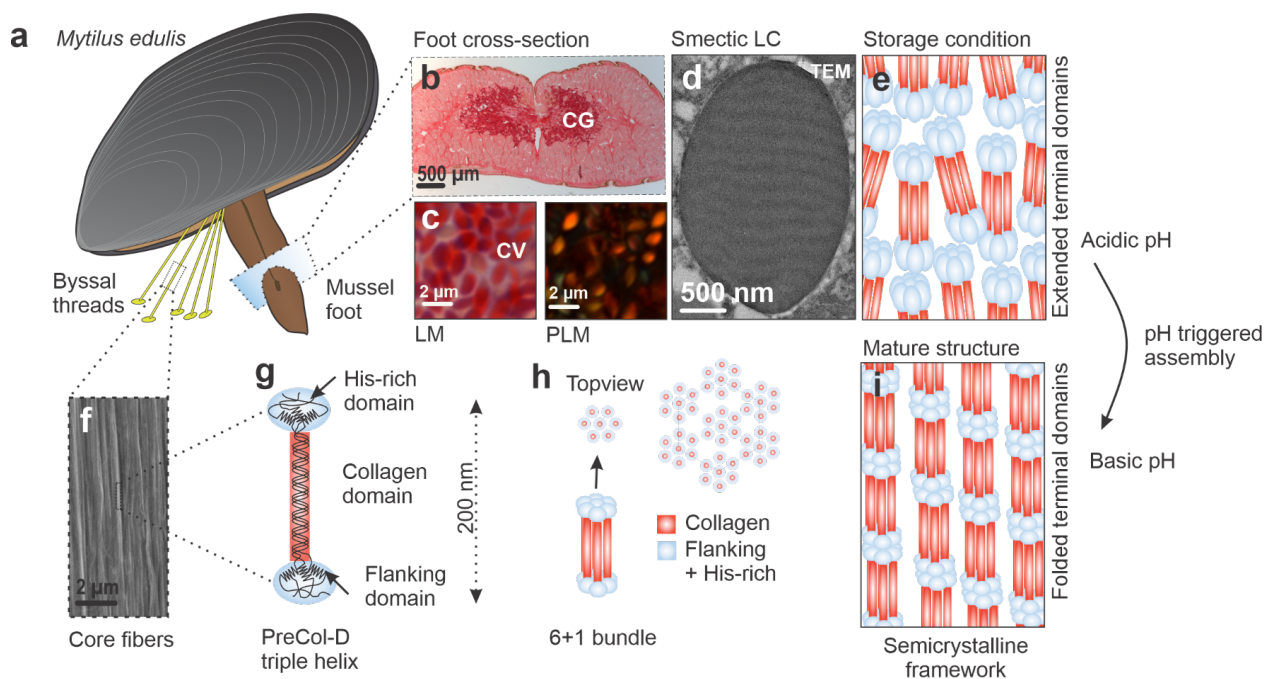 a
Mytilus edulis
Byssal
threads
Mussel
foot
Foot cross-section
b
CG
500 µm
c
CV
2 µm
LM
2 µm
PLM
Smectic LC
d
TEM
500 nm
Storage condition
e
Extended terminal domains
Acidic pH
pH triggered
assembly
Basic pH
f
2 µm
Core fibers
g
His-rich
domain
Collagen
domain
200 nm
Flanking
domain
PreCol-D
triple helix
h
Topview
Collagen
Flanking
+ His-rich
6+1 bundle
Mature structure
i
Folded terminal domains
Semicrystalline
framework